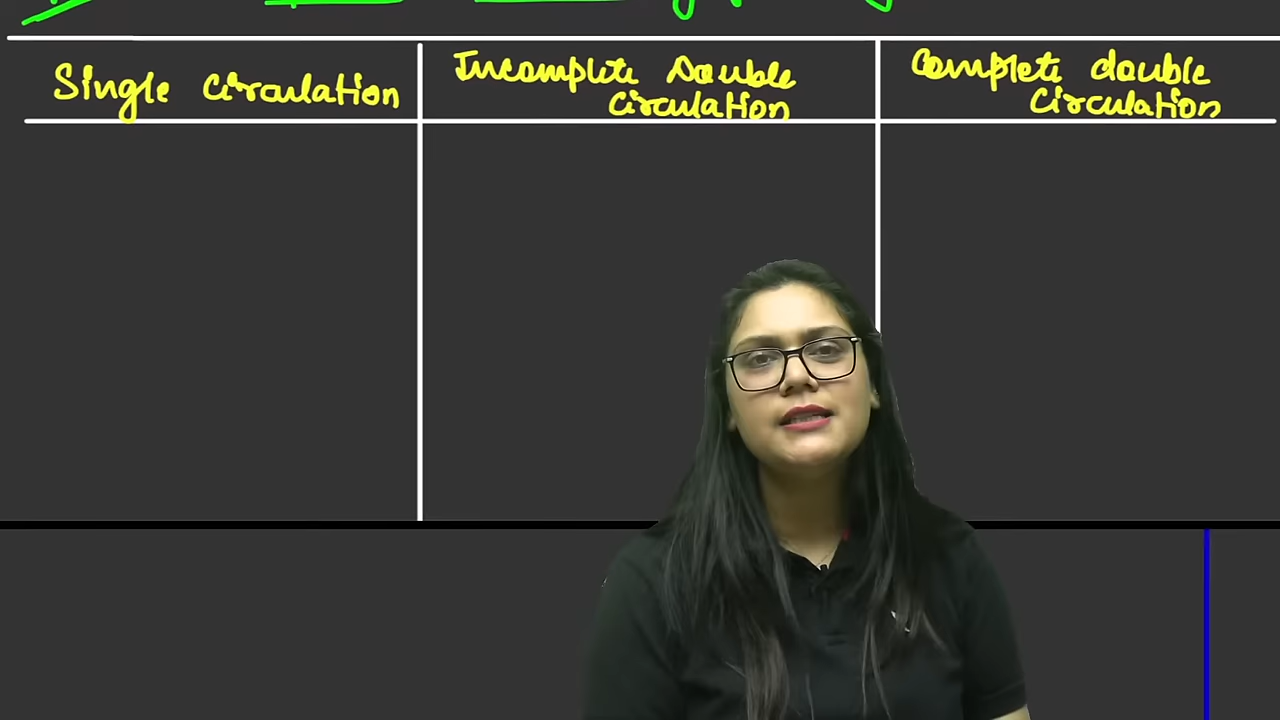 Single Circulation
Incomplete Double
Circulation
Complete double
Circulation